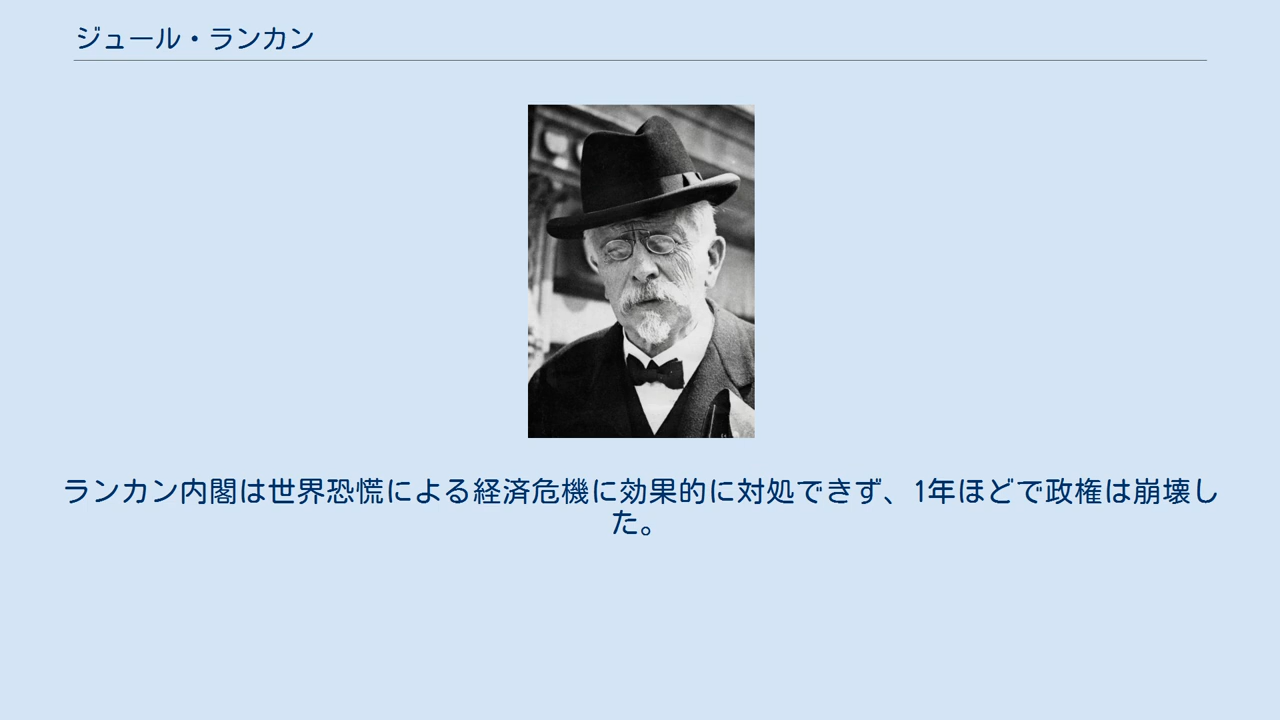 ジュール・ランカン
ランカン内閣は世界恐慌による経済危機に効果的に対処できず、1年ほどで政権は崩壊し
た。